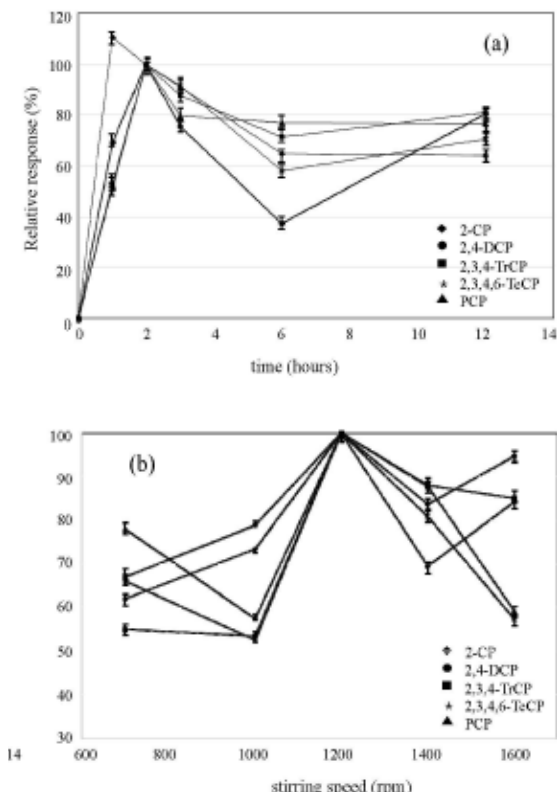 120
100
80
60
40
20
0
Relative response (%)
(a)
2-CP
2,4-DCP
2,3,4-TrCP
2,3,4,6-TeCP
PCP
0 2 4 6 8 10 12 14
time (hours)
100
90
80
70
60
50
40
30
(b)
2-CP
2,4-DCP
2,3,4-TrCP
2,3,4,6-TeCP
PCP
14 600 800 1000 1200 1400 1600
stirring speed (rpm)